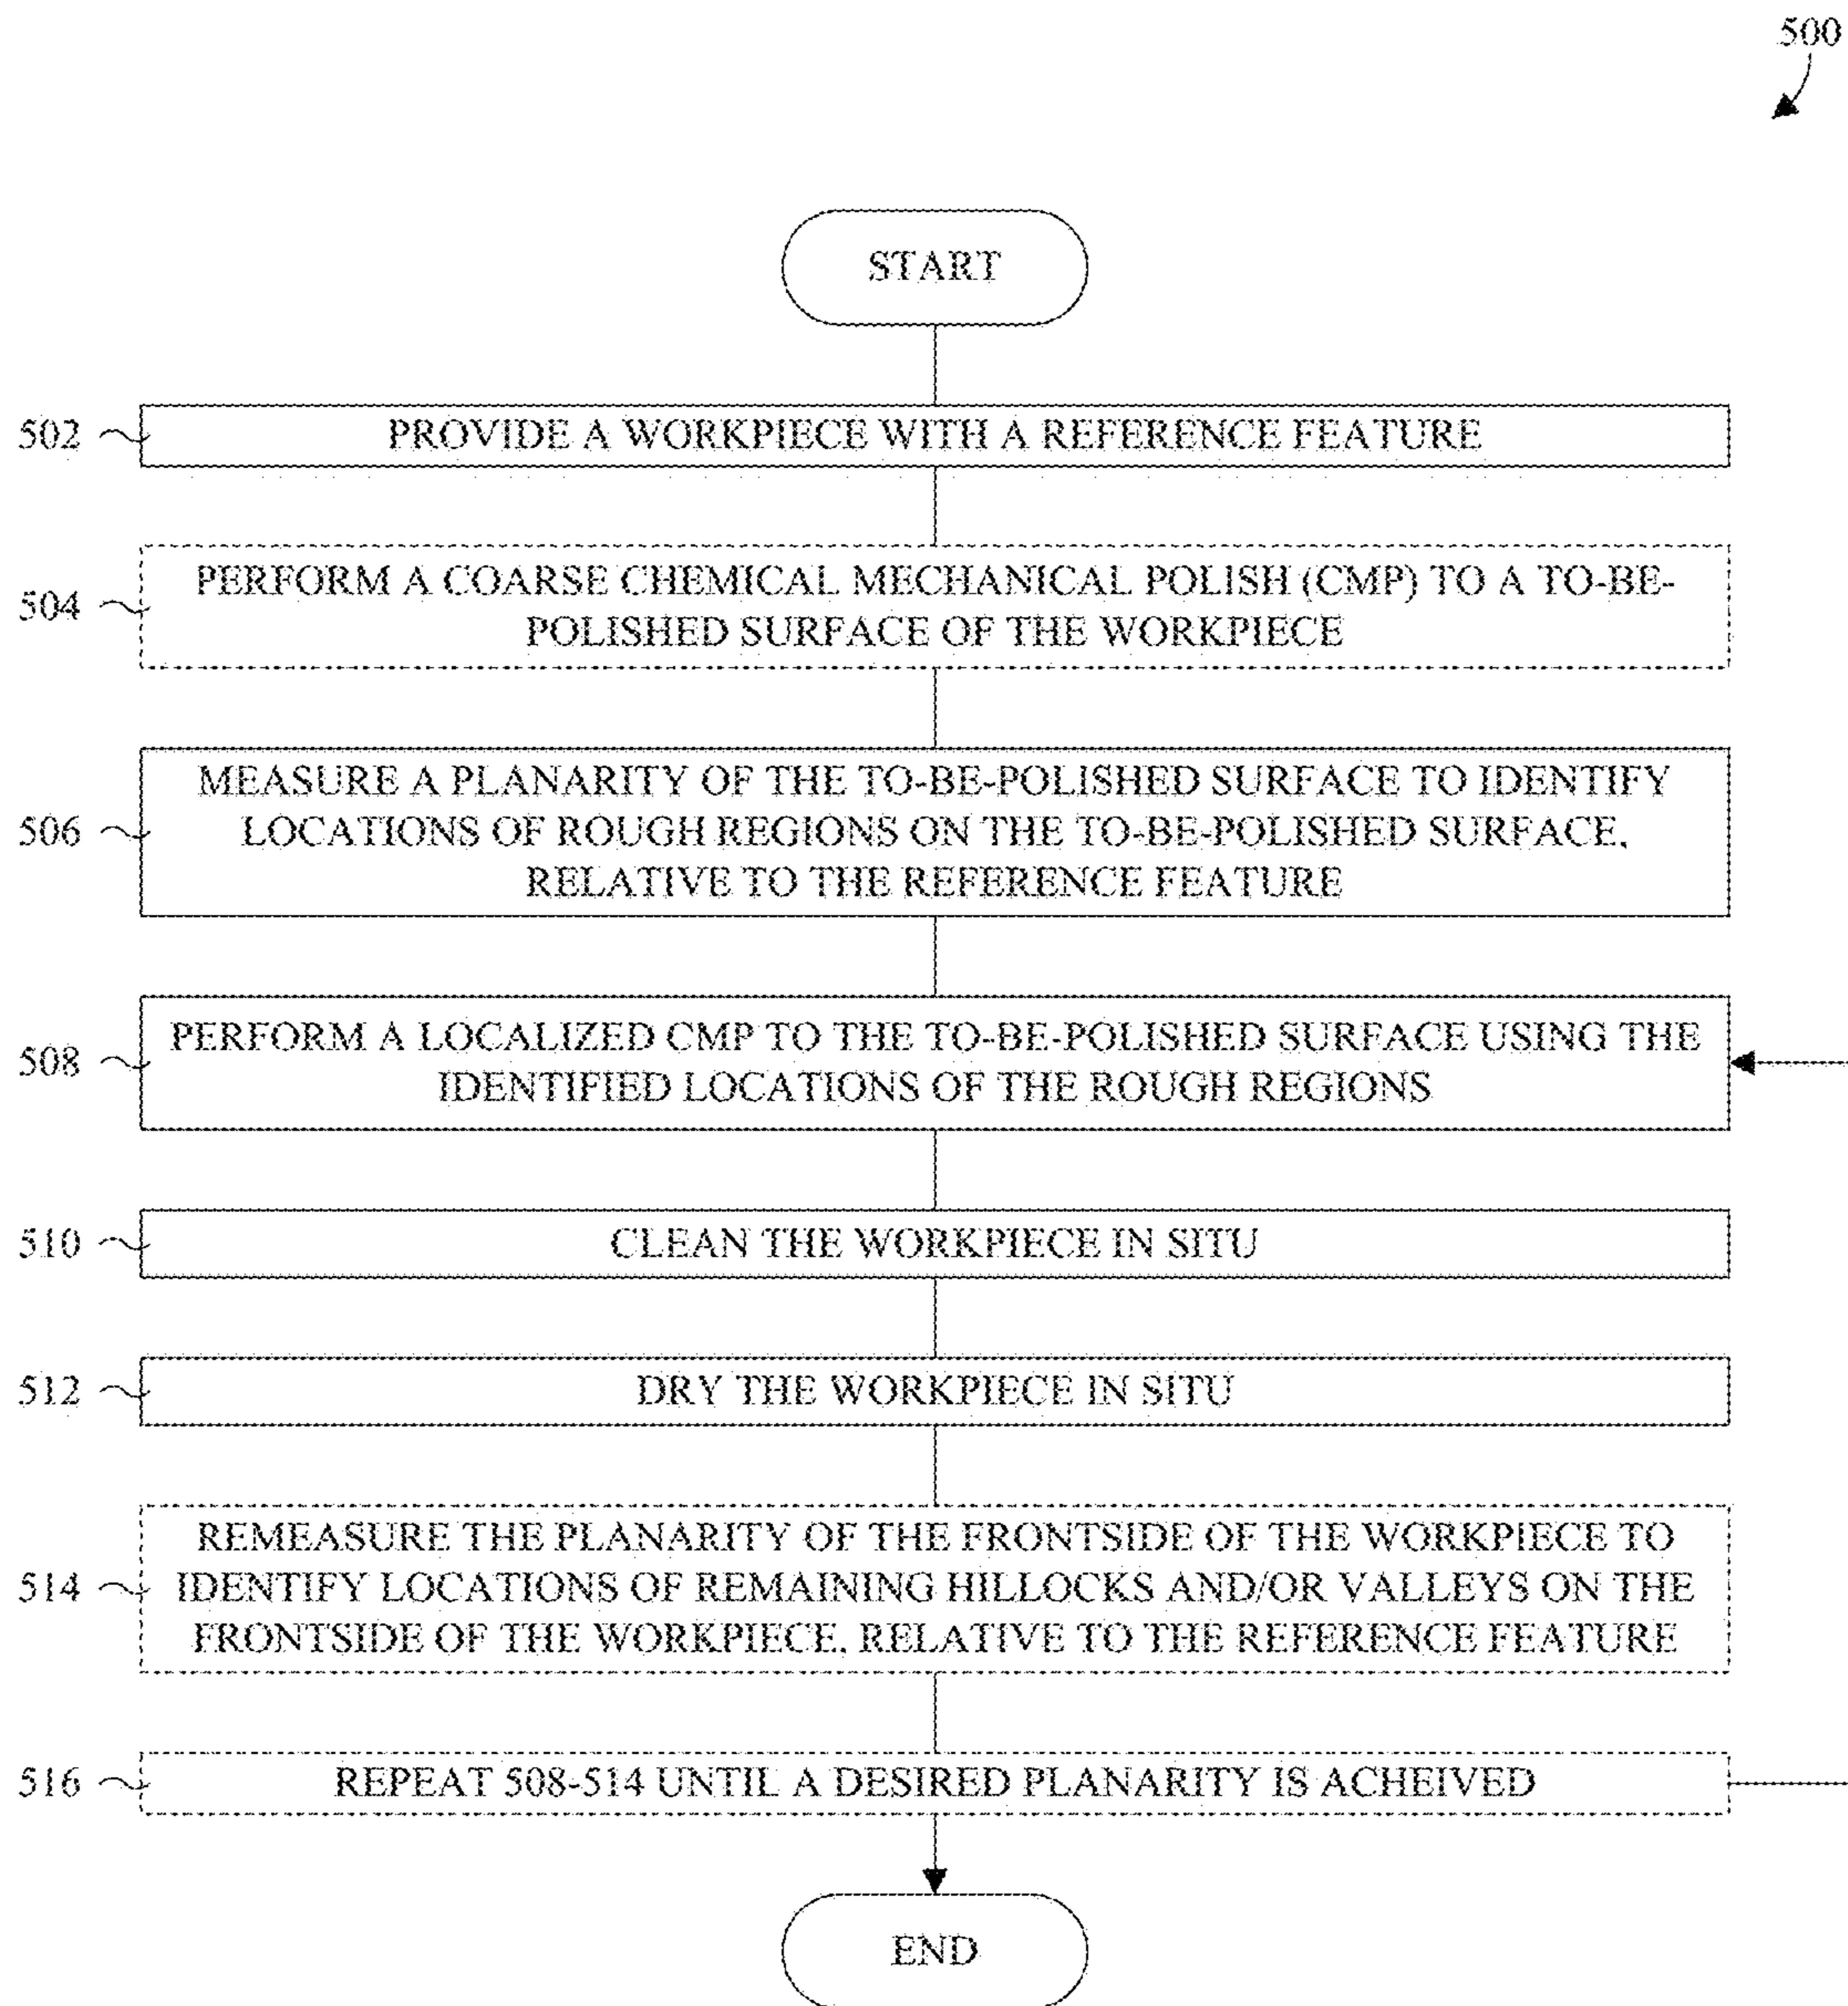 500
START
502
PROVIDE A WORKPIECE WITH A REFERENCE FEATURE
504
PERFORM A COARSE CHEMICAL MECHANICAL POLISH (CMP) TO A TO-BE-
POLISHED SURFACE OF THE WORKPIECE
506
MEASURE A PLANARITY OF THE TO-BE-POLISHED SURFACE TO IDENTIFY
LOCATIONS OF ROUGH REGIONS ON THE TO-BE-POLISHED SURFACE,
RELATIVE TO THE REFERENCE FEATURE
508
PERFORM A LOCALIZED CMP TO THE TO-BE-POLISHED SURFACE USING THE
IDENTIFIED LOCATIONS OF THE ROUGH REGIONS
510
CLEAN THE WORKPIECE IN SITU
512
DRY THE WORKPIECE IN SITU
514
REMEASURE THE PLANARITY OF THE FRONTSIDE OF THE WORKPIECE TO
IDENTIFY LOCATIONS OF REMAINING HILLOCKS AND/OR VALLEYS ON THE
FRONTSIDE OF THE WORKPIECE, RELATIVE TO THE REFERENCE FEATURE
516
REPEAT 508-514 UNTIL A DESIRED PLANARITY IS ACHEIVED
END